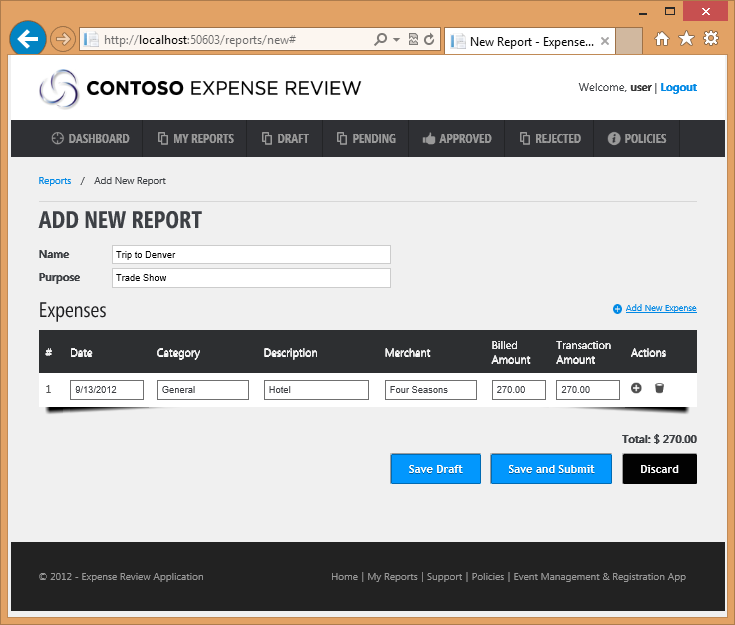 http://localhost:50603/reports/new#
New Report - Expense...
CONTOSO EXPENSE REVIEW
Welcome, user | Logout
DASHBOARD MY REPORTS DRAFT PENDING APPROVED REJECTED POLICIES
Reports / Add New Report
ADD NEW REPORT
Name Trip to Denver
Purpose Trade Show
Expenses Add New Expense
# Date Category Description Merchant Billed Amount Transaction Amount Actions
1 9/13/2012 General Hotel Four Seasons 270.00 270.00
Total: $ 270.00
Save Draft Save and Submit Discard
© 2012 - Expense Review Application Home | My Reports | Support | Policies | Event Management & Registration App